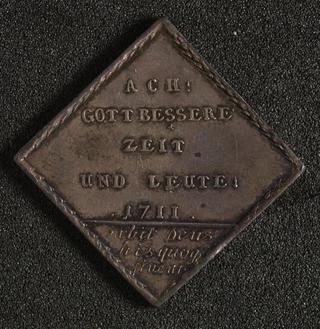 ACH!
GOTT BESSERE
ZEIT
UND LEUTE!
. 1711 .
Deus
his quoq
finem